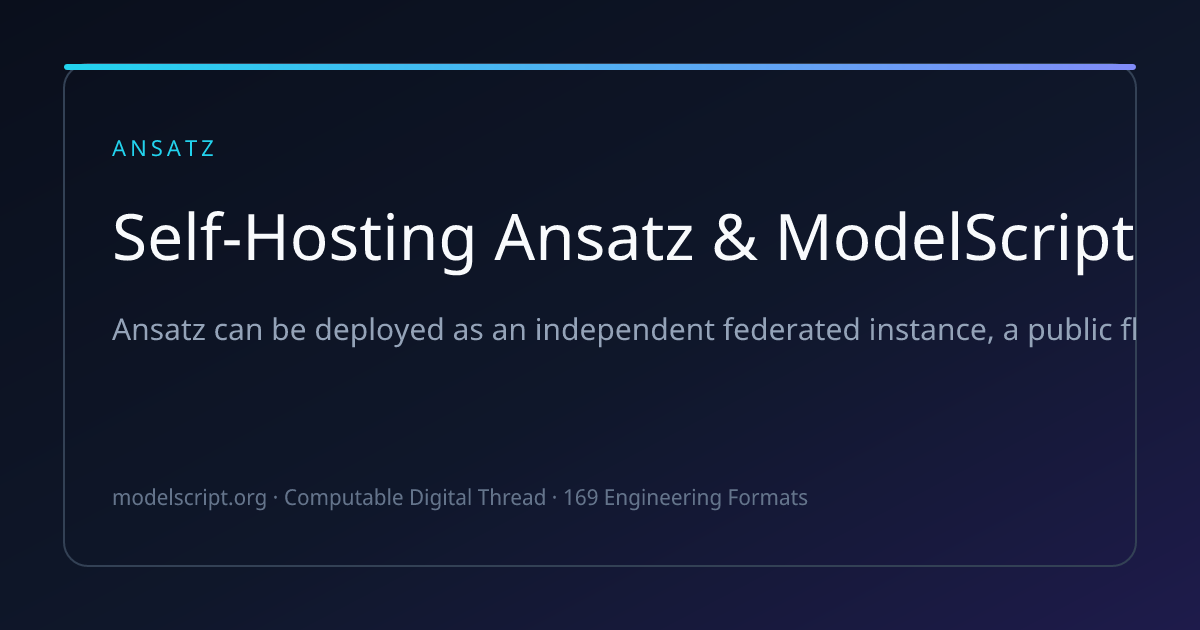 ANSATZ
Self-Hosting Ansatz & ModelScript
Ansatz can be deployed as an independent federated instance, a public fl
modelscript.org · Computable Digital Thread · 169 Engineering Formats